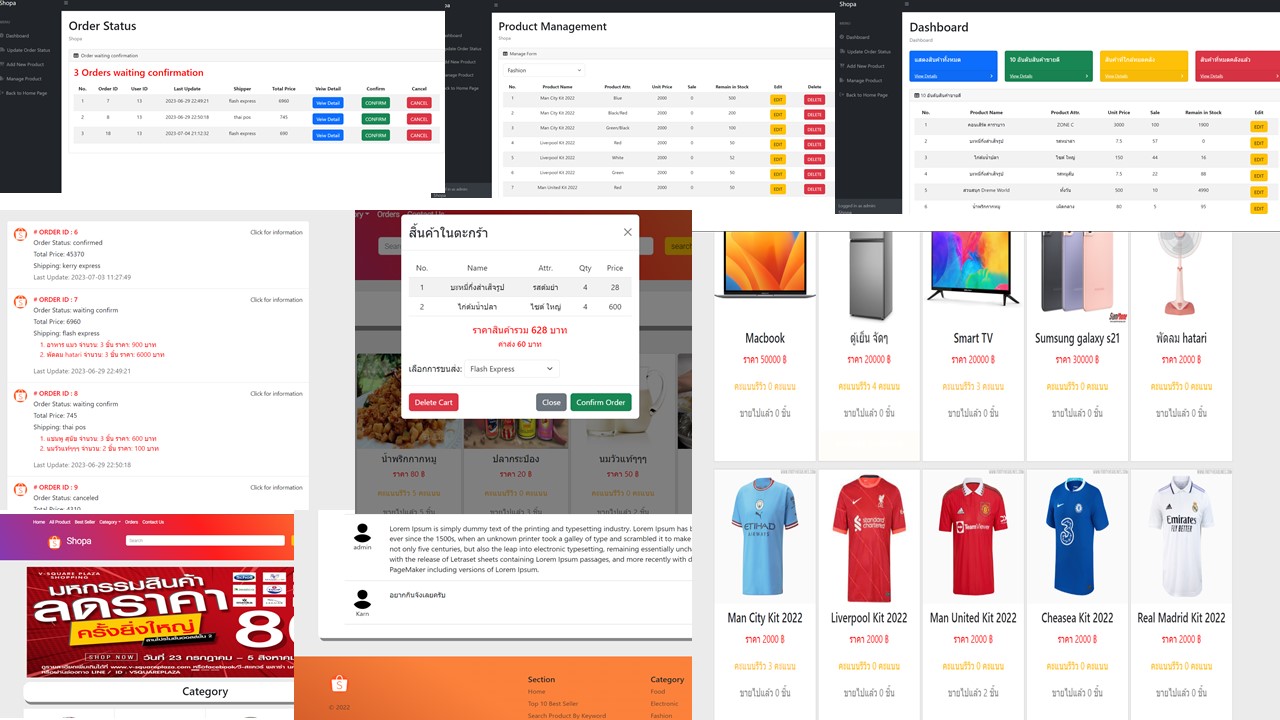 Shopa
MENU
Dashboard
Update Order Status
Add New Product
Manage Product
Back to Home Page
Order Status
Shopa
Order waiting confirmation
3 Orders waiting confirmation
No. Order ID User ID Last Update Shipper Total Price Veiw Detail Confirm Cancel
1 7 13 2023-06-29 22:49:21 flash express 6960 Veiw Detail CONFIRM CANCEL
2 8 13 2023-06-29 22:50:18 thai pos 745 Veiw Detail CONFIRM CANCEL
3 18 13 2023-07-04 21:12:32 flash express 690 Veiw Detail CONFIRM CANCEL
Shopa
Product Management
Shopa
Manage Form
Fashion
No. Product Name Product Attr. Unit Price Sale Remain in Stock Edit Delete
1 Man City Kit 2022 Blue 2000 0 500 EDIT DELETE
2 Man City Kit 2022 Black/Red 2000 0 200 EDIT DELETE
3 Man City Kit 2022 Green/Black 2000 0 100 EDIT DELETE
4 Liverpool Kit 2022 Red 2000 0 50 EDIT DELETE
5 Liverpool Kit 2022 White 2000 0 52 EDIT DELETE
6 Liverpool Kit 2022 Green 2000 0 50 EDIT DELETE
7 Man United Kit 2022 Red 2000 0 50 EDIT DELETE
Shopa
MENU
Dashboard
Update Order Status
Add New Product
Manage Product
Back to Home Page
Logged in as admin:
Dashboard
Dashboard
แสดงสินค้าทั้งหมด 10 อันดับสินค้าขายดี สินค้าที่ใกล้หมดคลัง สินค้าที่หมดคลังแล้ว
View Details View Details View Details View Details
10 อันดับสินค้าขายดี
No. Product Name Product Attr. Unit Price Sale Remain in Stock Edit
1 คอนเสิร์ต คาราบาว ZONE C 3000 100 1900 EDIT
2 บะหมี่กึ่งสำเร็จรูป 7.5 57 0 EDIT
3 ไก่ต้มน้ำปลา ไซต์ ใหญ่ 150 44 16 EDIT
4 บะหมี่กึ่งสำเร็จรูป รสหมูสับ 7.5 22 88 EDIT
5 สวนสนุก Dreme World ทั้งวัน 500 10 4990 EDIT
6 น้ำพริกกากหมู เผ็ดกลาง 80 5 95 EDIT
# ORDER ID : 6 Click for information
Order Status: confirmed
Total Price: 45370
Shipping: kerry express
Last Update: 2023-07-03 11:27:49
# ORDER ID : 7 Click for information
Order Status: waiting confirm
Total Price: 6960
Shipping: flash express
1. อาหาร แมว จำนวน: 3 ชิ้น ราคา: 900 บาท
2. พัดลม hatari จำนวน: 3 ชิ้น ราคา: 6000 บาท
Last Update: 2023-06-29 22:49:21
# ORDER ID : 8 Click for information
Order Status: waiting confirm
Total Price: 745
Shipping: thai pos
1. แชมพู สุนัข จำนวน: 3 ชิ้น ราคา: 600 บาท
2. นมวัวแท้ๆๆๆ จำนวน: 2 ชิ้น ราคา: 100 บาท
Last Update: 2023-06-29 22:50:18
# ORDER ID : 9 Click for information
Order Status: canceled
Orders Contact Us
search
สิ้นค้าในตะกร้า
No. Name Attr. Qty Price
1 บะหมี่กึ่งสำเร็จรูป รสต้มยำ 4 28
2 ไก่ต้มน้ำปลา ไซต์ ใหญ่ 4 600
ราคาสินค้ารวม 628 บาท
ค่าส่ง 60 บาท
เลือกการขนส่ง: Flash Express
Delete Cart Close Confirm Order
น้ำพริกกากหมู ปลากระป๋อง นมวัวแท้ๆๆๆ
ราคา 80 ฿ ราคา 20 ฿ ราคา 50 ฿
คะแนนรีวิว 5 คะแนน คะแนนรีวิว 0 คะแนน คะแนนรีวิว 0 คะแนน
Macbook ตู้เย็น จัดๆ Smart TV Sumsung galaxy s21 พัดลม hatari
ราคา 50000 ฿ ราคา 20000 ฿ ราคา 20000 ฿ ราคา 30000 ฿ ราคา 2000 ฿
คะแนนรีวิว 0 คะแนน คะแนนรีวิว 4 คะแนน คะแนนรีวิว 3 คะแนน คะแนนรีวิว 0 คะแนน คะแนนรีวิว 0 คะแนน
ขายไปแล้ว 0 ชิ้น ขายไปแล้ว 0 ชิ้น ขายไปแล้ว 0 ชิ้น ขายไปแล้ว 0 ชิ้น ขายไปแล้ว 0 ชิ้น
ETIHAD
AIRWAYS
standard
chartered
TeamViewer
Emirates
FLY BETTER
Man City Kit 2022 Liverpool Kit 2022 Man United Kit 2022 Cheasea Kit 2022 Real Madrid Kit 2022
ราคา 2000 ฿ ราคา 2000 ฿ ราคา 2000 ฿ ราคา 2000 ฿ ราคา 2000 ฿
คะแนนรีวิว 3 คะแนน คะแนนรีวิว 0 คะแนน คะแนนรีวิว 0 คะแนน คะแนนรีวิว 0 คะแนน คะแนนรีวิว 0 คะแนน
ขายไปแล้ว 0 ชิ้น ขายไปแล้ว 0 ชิ้น ขายไปแล้ว 2 ชิ้น ขายไปแล้ว 0 ชิ้น ขายไปแล้ว 0 ชิ้น
Home All Product Best Seller Category Orders Contact Us
Shopa Search
V-SQUARE PLAZA
SHOPPING
มหกรรมสินค้า
ลดราคา
ครั้งยิ่งใหญ่
SHOP NOW วันที่ 23 กรกฎาคม - 5 สิงหาคม
LINE / ID : VSQUAREPLAZA
Category
admin
Lorem Ipsum is simply dummy text of the printing and typesetting industry. Lorem Ipsum has b
ever since the 1500s, when an unknown printer took a galley of type and scrambled it to make
not only five centuries, but also the leap into electronic typesetting, remaining essentially uncha
with the release of Letraset sheets containing Lorem Ipsum passages, and more recently with d
PageMaker including versions of Lorem Ipsum.
Karn
อยากกินจังเลยครับ
© 2022
Section
Home
Top 10 Best Seller
Search Product By Keyword
Category
Food
Electronic
Fashion